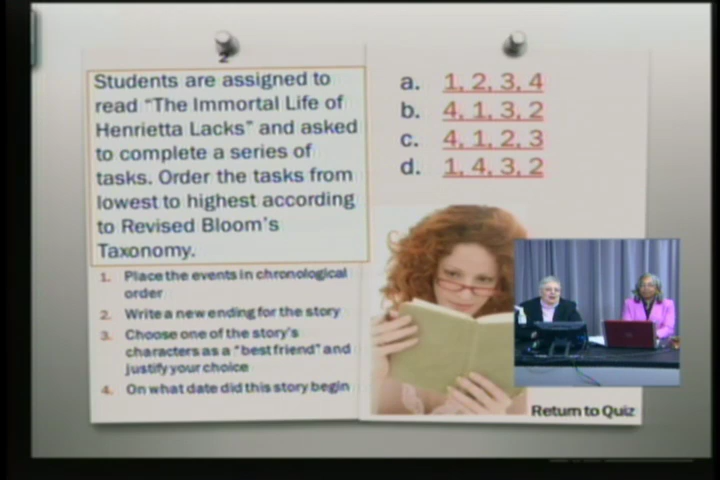 2
Students are assigned to
read "The Immortal Life of
Henrietta Lacks" and asked
to complete a series of
tasks. Order the tasks from
lowest to highest according
to Revised Bloom's
Taxonomy.
1. Place the events in chronological
order
2. Write a new ending for the story
3. Choose one of the story's
characters as a "best friend" and
justify your choice
4. On what date did this story begin
a. 1, 2, 3, 4
b. 4, 1, 3, 2
c. 4, 1, 2, 3
d. 1, 4, 3, 2
Return to Quiz